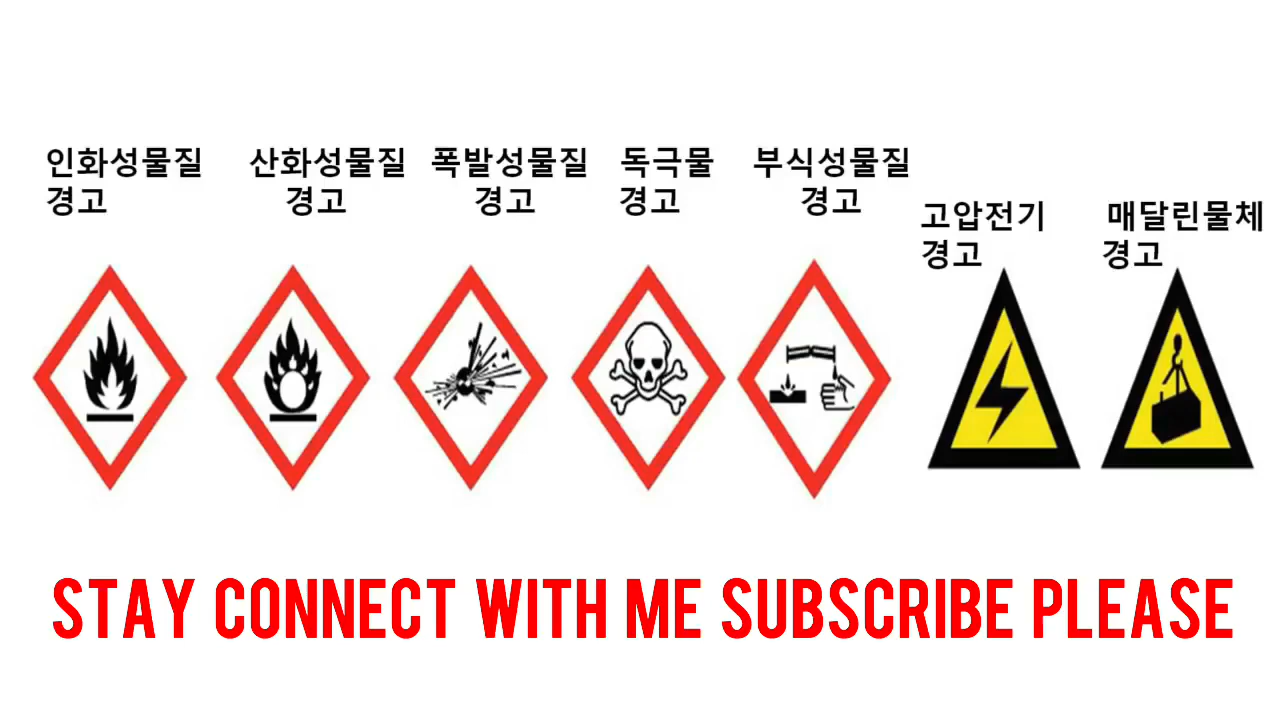 인화성물질
경고
산화성물질
경고
폭발성물질
경고
독극물
경고
부식성물질
경고
고압전기
경고
매달린물체
경고
STAY CONNECT WITH ME SUBSCRIBE PLEASE